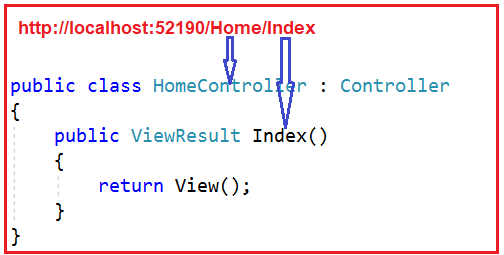 http://localhost:52190/Home/Index
public class HomeController : Controller
{
public ViewResult Index()
{
return View();
}
}